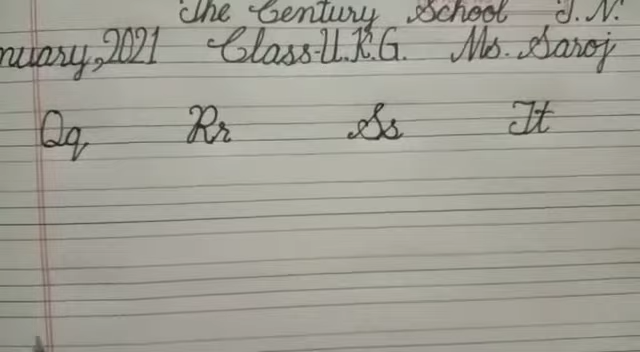 The Century School J.N.
nuary,2021 Class-U.K.G. Ms. Saroj
Qq Rr Ss Tt